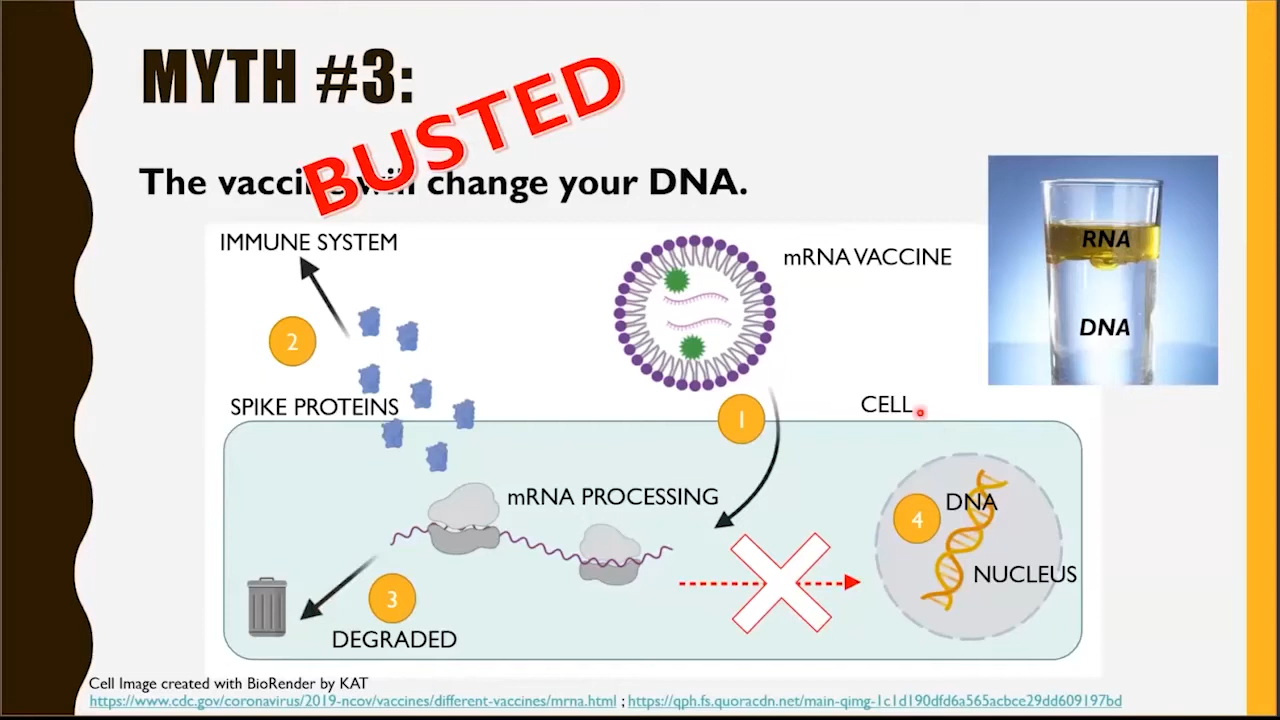 MYTH #3:
BUSTED
The vaccine will change your DNA.
IMMUNE SYSTEM
mRNA VACCINE
RNA
DNA
2
SPIKE PROTEINS
1
CELL
mRNA PROCESSING
4
DNA
NUCLEUS
3
DEGRADED
Cell Image created with BioRender by KAT
https://www.cdc.gov/coronavirus/2019-ncov/vaccines/different-vaccines/mrna.html ; https://qph.fs.quoracdn.net/main-qimg-1c1d190dfd6a565acbce29dd609197bd